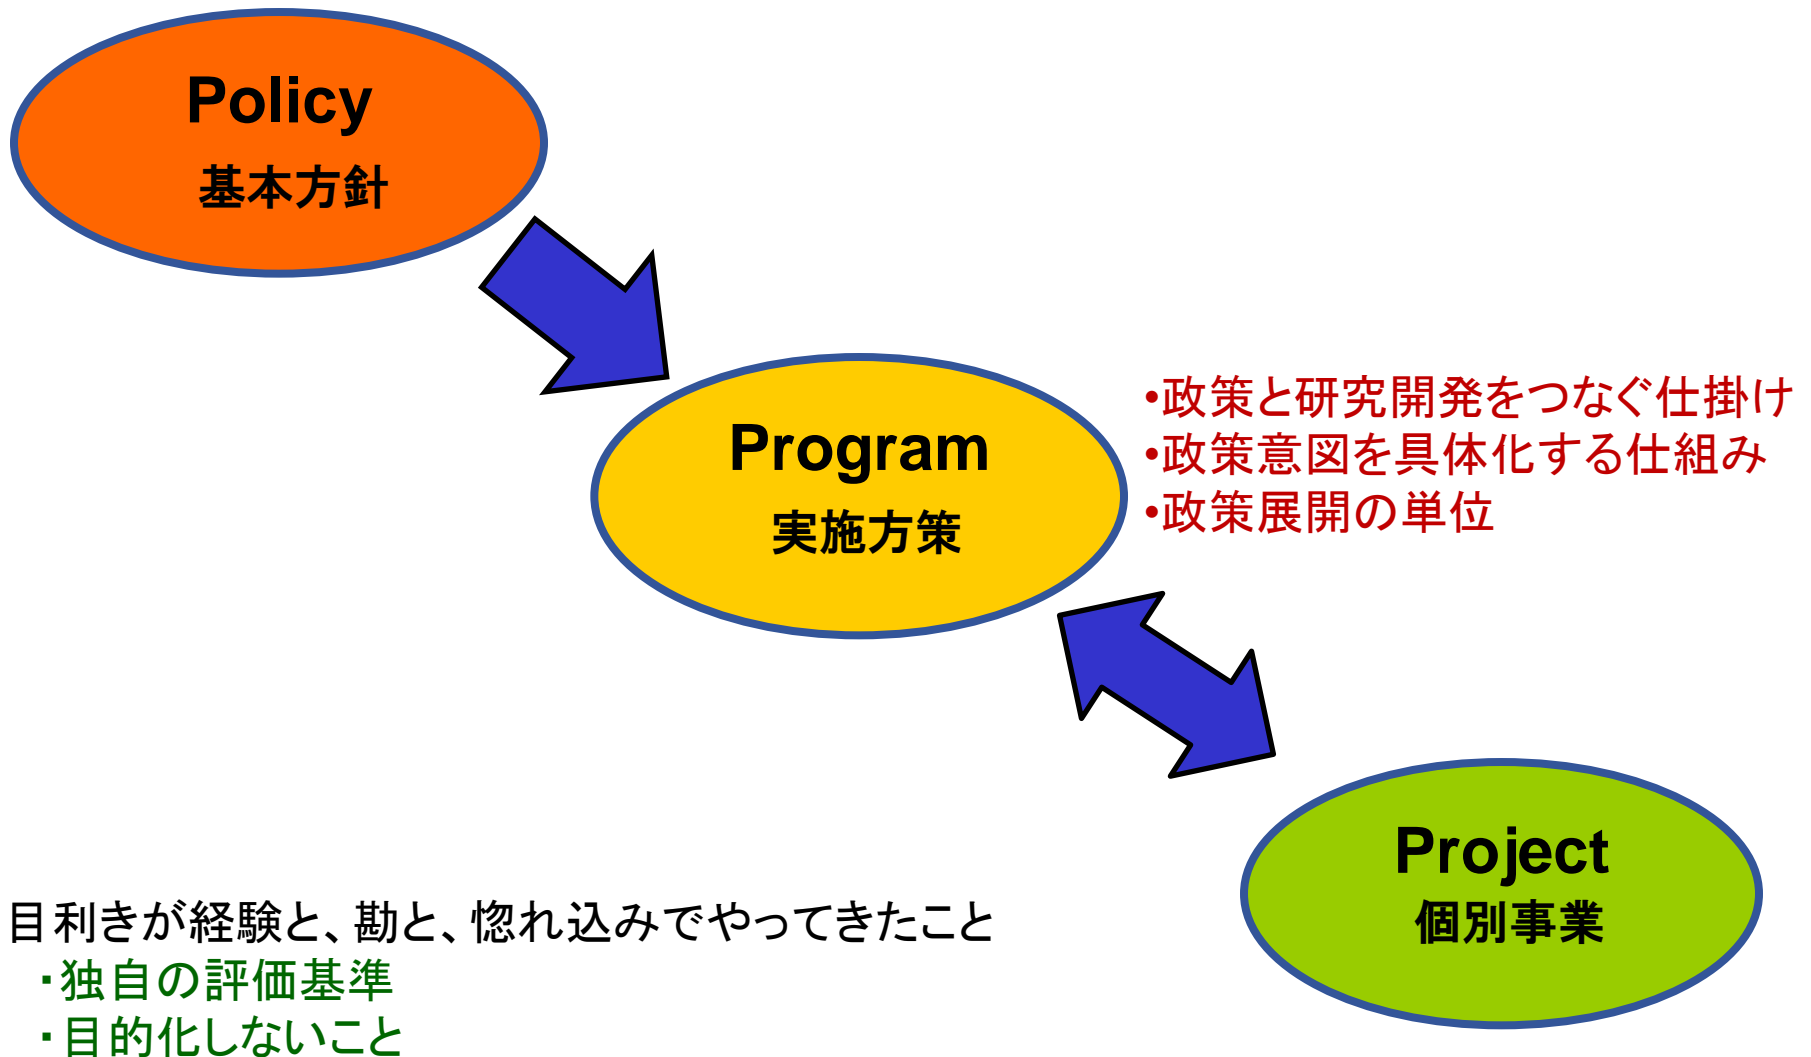 Policy
基本方針
Program
実施方策
•政策と研究開発をつなぐ仕掛け
•政策意図を具体化する仕組み
•政策展開の単位
Project
個別事業
目利きが経験と、勘と、惚れ込みでやってきたこと
・独自の評価基準
・目的化しないこと